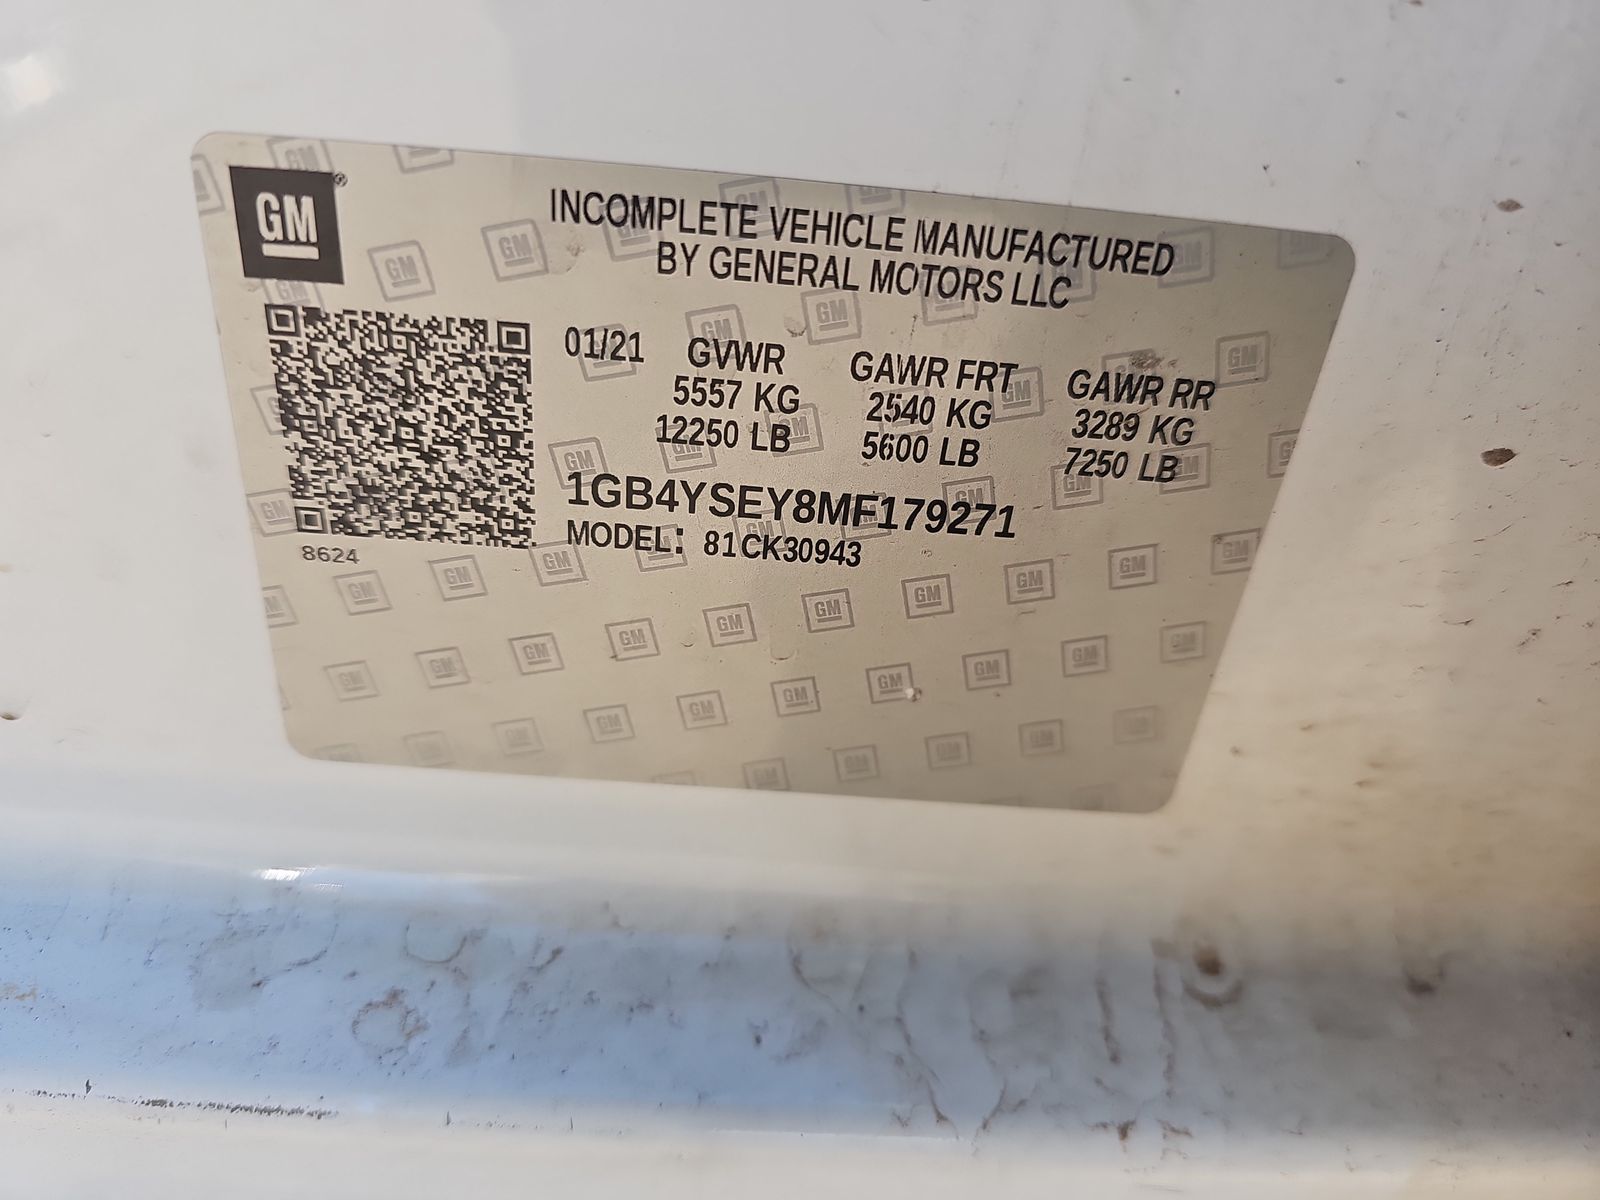 GM
INCOMPLETE VEHICLE MANUFACTURED
BY GENERAL MOTORS LLC
01/21 GVWR GAWR FRT GAWR RR
5557 KG 2540 KG 3289 KG
12250 LB 5600 LB 7250 LB
1GB4YSEY8MF179271
MODEL: 81CK30943
8624